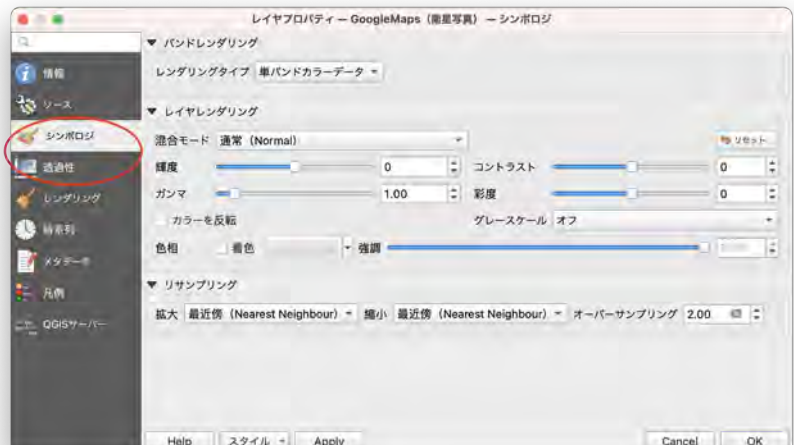 レイヤプロパティ — GoogleMaps（衛星写真） — シンボロジ
情報
ソース
シンボロジ
透過性
レンダリング
時系列
メタデータ
凡例
QGISサーバー
▼ バンドレンダリング
レンダリングタイプ 単バンドカラーデータ
▼ レイヤレンダリング
混合モード 通常（Normal） リセット
輝度 0 コントラスト 0
ガンマ 1.00 彩度 0
カラーを反転 グレースケール オフ
色相 着色 強調
▼ リサンプリング
拡大 最近傍（Nearest Neighbour） 縮小 最近傍（Nearest Neighbour） オーバーサンプリング 2.00
Help スタイル Apply Cancel OK